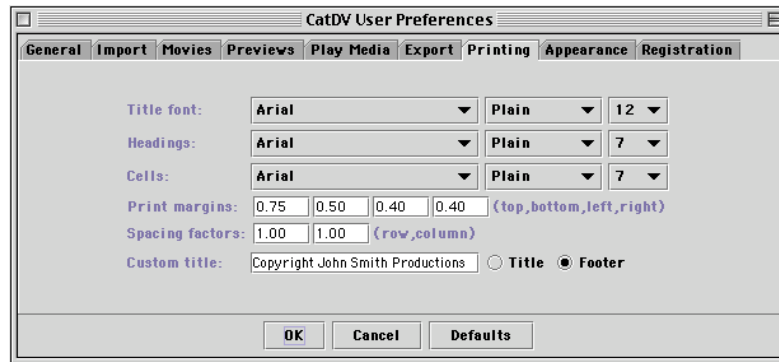 CatDV User Preferences
General Import Movies Previews Play Media Export Printing Appearance Registration
Title font: Arial Plain 12
Headings: Arial Plain 7
Cells: Arial Plain 7
Print margins: 0.75 0.50 0.40 0.40 (top,bottom,left,right)
Spacing factors: 1.00 1.00 (row,column)
Custom title: Copyright John Smith Productions Title Footer
OK Cancel Defaults